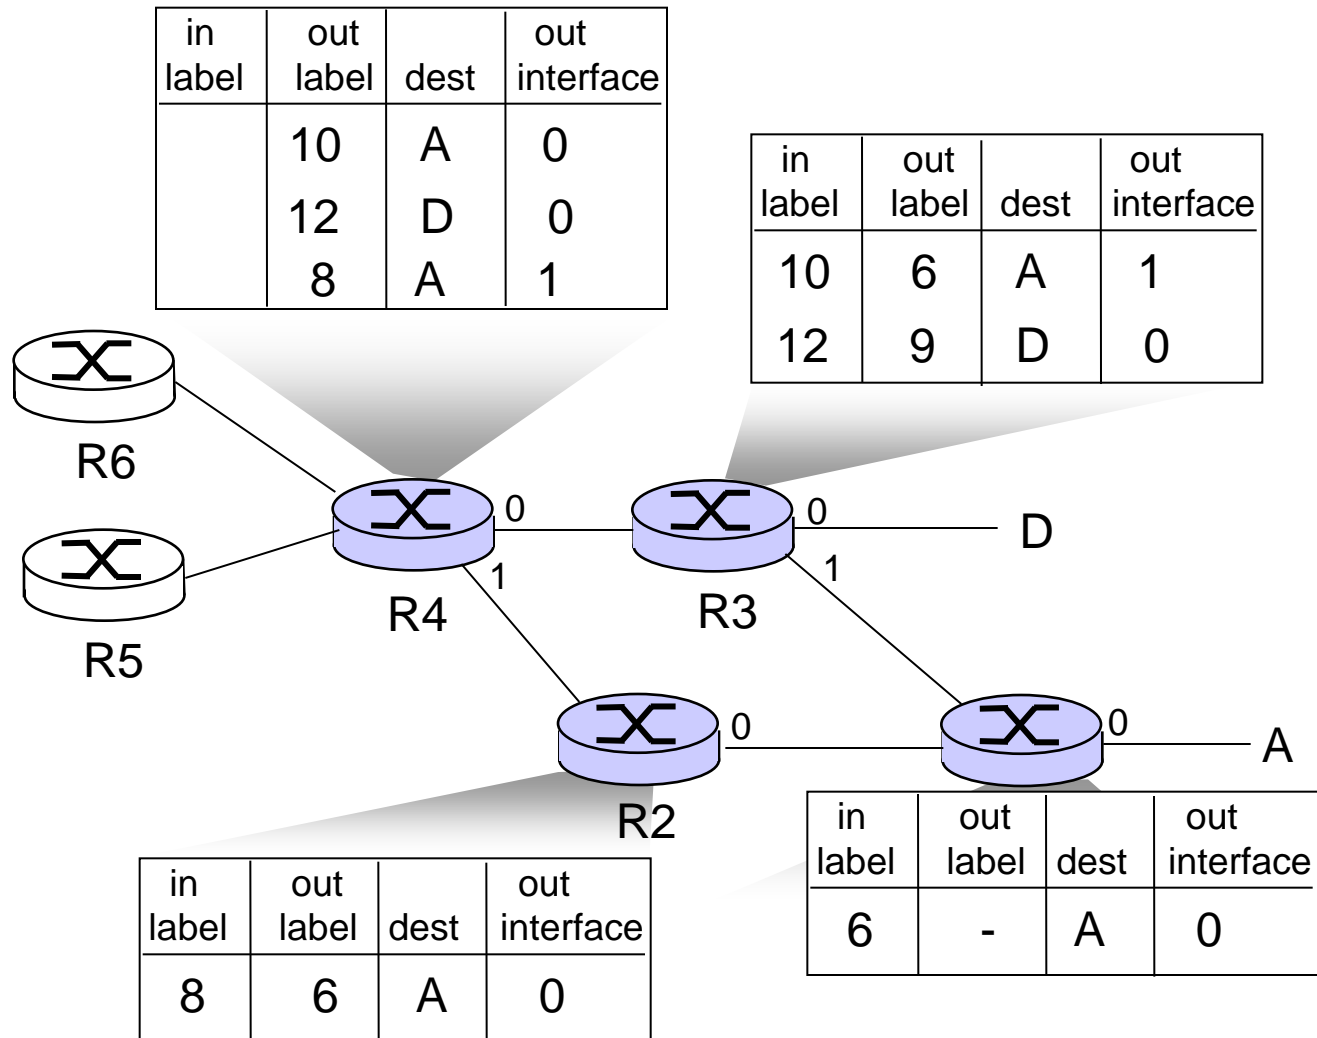 in out out
label label dest interface
10 A 0
12 D 0
8 A 1
in out out
label label dest interface
10 6 A 1
12 9 D 0
R6
0
0
D
1
1
R4
R3
R5
0
0
A
R2
in out out
label label dest interface
6 - A 0
in out out
label label dest interface
8 6 A 0